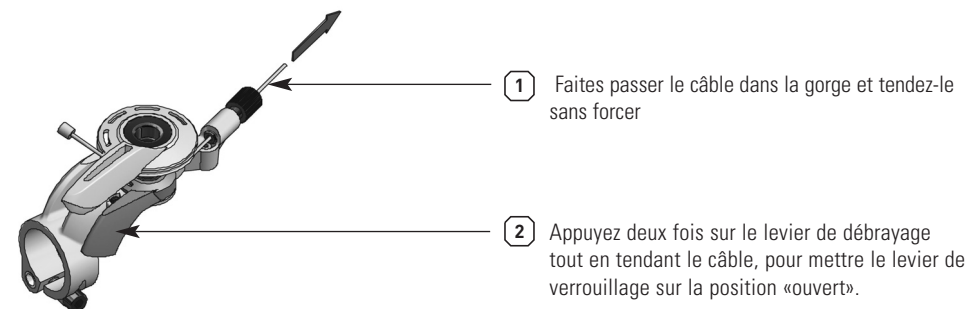 1 Faites passer le câble dans la gorge et tendez-le
sans forcer
2 Appuyez deux fois sur le levier de débrayage
tout en tendant le câble, pour mettre le levier de
verrouillage sur la position «ouvert».